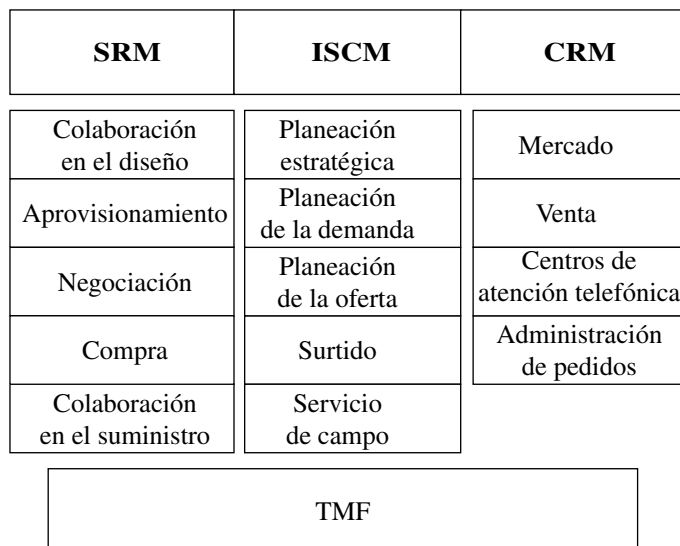 SRM
ISCM
CRM
Colaboración
en el diseño
Aprovisionamiento
Negociación
Compra
Colaboración
en el suministro
Planeación
estratégica
Planeación
de la demanda
Planeación
de la oferta
Surtido
Servicio
de campo
Mercado
Venta
Centros de
atención telefónica
Administración
de pedidos
TMF